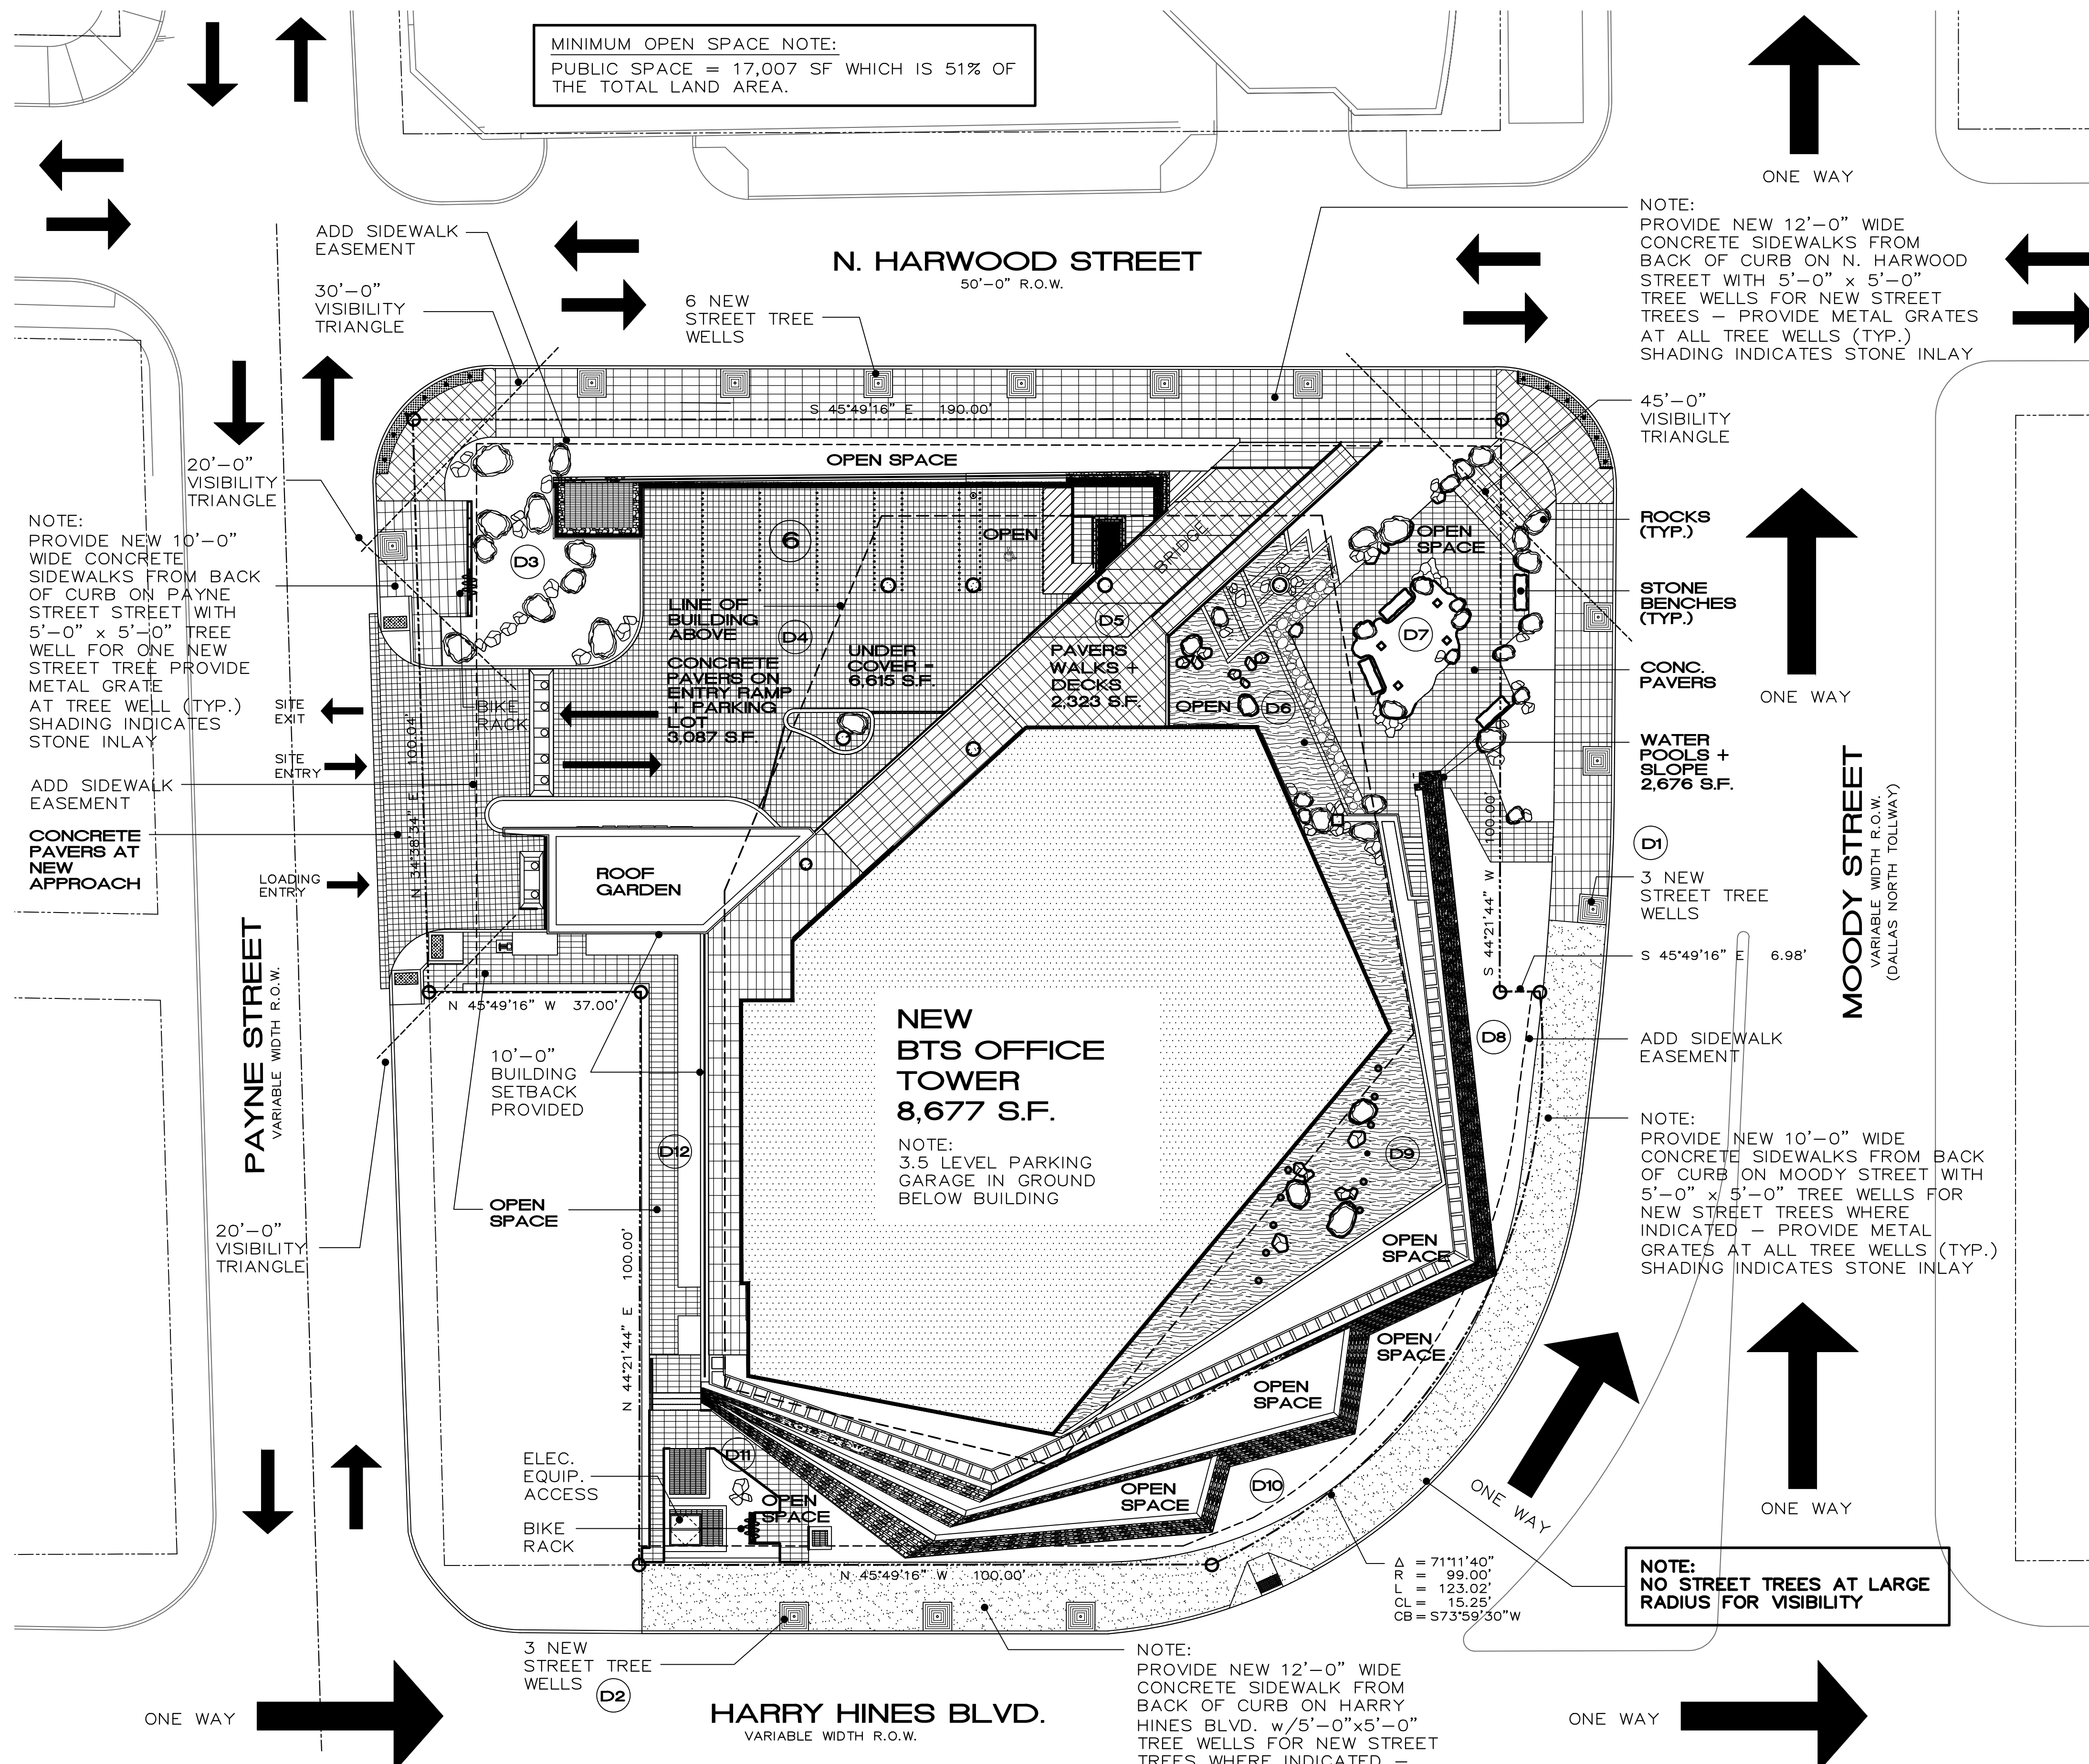 MINIMUM OPEN SPACE NOTE:
PUBLIC SPACE = 17,007 SF WHICH IS 51% OF
THE TOTAL LAND AREA.
ONE WAY
NOTE:
PROVIDE NEW 12'-0" WIDE
CONCRETE SIDEWALKS FROM
BACK OF CURB ON N. HARWOOD
STREET WITH 5'-0" x 5'-0"
TREE WELLS FOR NEW STREET
TREES - PROVIDE METAL GRATES
AT ALL TREE WELLS (TYP.)
SHADING INDICATES STONE INLAY
ADD SIDEWALK
EASEMENT
N. HARWOOD STREET
50'-0" R.O.W.
30'-0"
VISIBILITY
TRIANGLE
6 NEW
STREET TREE
WELLS
45'-0"
VISIBILITY
TRIANGLE
S 45°49'16" E 190.00'
20'-0"
VISIBILITY
TRIANGLE
OPEN SPACE
NOTE:
PROVIDE NEW 10'-0"
WIDE CONCRETE
SIDEWALKS FROM BACK
OF CURB ON PAYNE
STREET STREET WITH
5'-0" x 5'-0" TREE
WELL FOR ONE NEW
STREET TREE PROVIDE
METAL GRATE
AT TREE WELL (TYP.)
SHADING INDICATES
STONE INLAY
D3
6
OPEN
BRIDGE
OPEN
SPACE
ROCKS
(TYP.)
STONE
BENCHES
(TYP.)
LINE OF
BUILDING
ABOVE
D4
D5
D7
CONCRETE
PAVERS ON
ENTRY RAMP
+ PARKING
LOT
3,087 S.F.
UNDER
COVER =
6,615 S.F.
PAVERS
WALKS +
DECKS
2,323 S.F.
CONC.
PAVERS
OPEN
D6
ONE WAY
BIKE
RACK
SITE
EXIT
SITE
ENTRY
WATER
POOLS +
SLOPE
2,676 S.F.
ADD SIDEWALK
EASEMENT
N 34°38'34" E 100.04'
S 44°21'44" W 100.00'
CONCRETE
PAVERS AT
NEW
APPROACH
D1
LOADING
ENTRY
ROOF
GARDEN
3 NEW
STREET TREE
WELLS
MOODY STREET
VARIABLE WIDTH R.O.W.
(DALLAS NORTH TOLLWAY)
PAYNE STREET
VARIABLE WIDTH R.O.W.
S 45°49'16" E 6.98'
N 45°49'16" W 37.00'
NEW
BTS OFFICE
TOWER
8,677 S.F.
NOTE:
3.5 LEVEL PARKING
GARAGE IN GROUND
BELOW BUILDING
D8
ADD SIDEWALK
EASEMENT
10'-0"
BUILDING
SETBACK
PROVIDED
D12
D9
NOTE:
PROVIDE NEW 10'-0" WIDE
CONCRETE SIDEWALKS FROM BACK
OF CURB ON MOODY STREET WITH
5'-0" x 5'-0" TREE WELLS FOR
NEW STREET TREES WHERE
INDICATED - PROVIDE METAL
GRATES AT ALL TREE WELLS (TYP.)
SHADING INDICATES STONE INLAY
OPEN
SPACE
20'-0"
VISIBILITY
TRIANGLE
OPEN
SPACE
N 44°21'44" E 100.00'
OPEN
SPACE
OPEN
SPACE
D11
ELEC.
EQUIP.
ACCESS
OPEN
SPACE
OPEN
SPACE
D10
BIKE
RACK
ONE WAY
ONE WAY
N 45°49'16" W 100.00'
Δ = 71°11'40"
R = 99.00'
L = 123.02'
CL = 15.25'
CB = S73°59'30"W
NOTE:
NO STREET TREES AT LARGE
RADIUS FOR VISIBILITY
3 NEW
STREET TREE
WELLS
D2
NOTE:
PROVIDE NEW 12'-0" WIDE
CONCRETE SIDEWALK FROM
BACK OF CURB ON HARRY
HINES BLVD. w/5'-0"x5'-0"
TREE WELLS FOR NEW STREET
TREES WHERE INDICATED -
ONE WAY
HARRY HINES BLVD.
VARIABLE WIDTH R.O.W.
ONE WAY